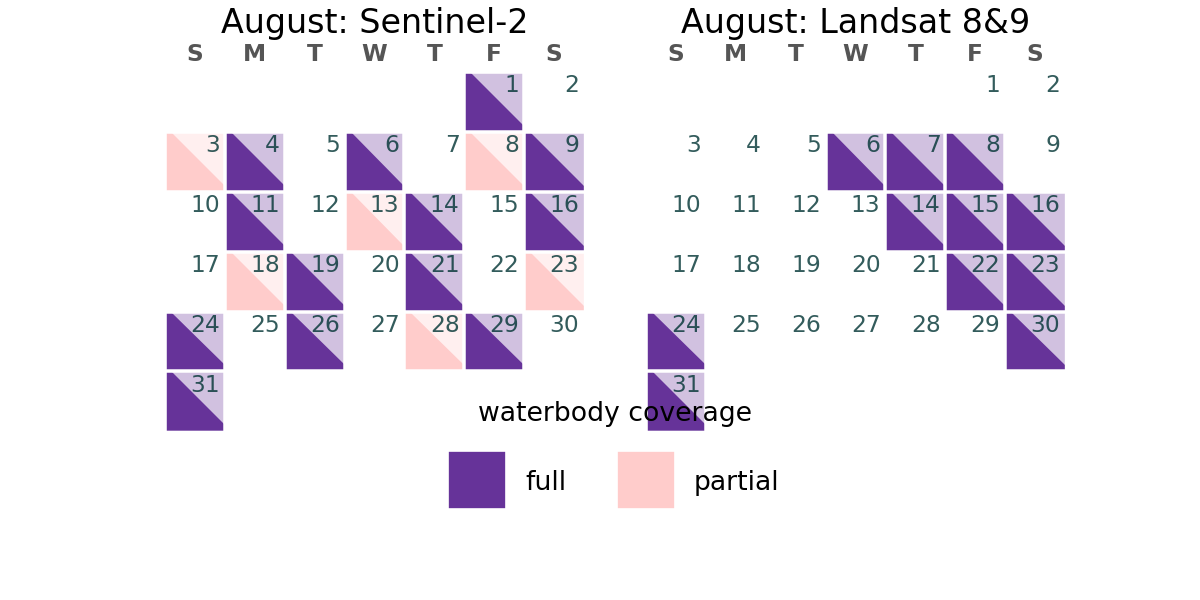 August: Sentinel-2
S M T W T F S
1 2
3 4 5 6 7 8 9
10 11 12 13 14 15 16
17 18 19 20 21 22 23
24 25 26 27 28 29 30
31
August: Landsat 8&9
S M T W T F S
1 2
3 4 5 6 7 8 9
10 11 12 13 14 15 16
17 18 19 20 21 22 23
24 25 26 27 28 29 30
31
waterbody coverage
full partial